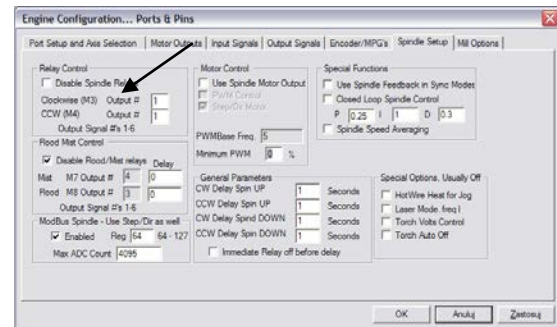 Engine Configuration... Ports & Pins
Port Setup and Axis Selection Motor Outputs Input Signals Output Signals Encoder/MPG's Spindle Setup Mill Options
Relay Control
Disable Spindle Relays
Clockwise (M3) Output # 1
CCW (M4) Output # 1
Output Signal #'s 1-6
Flood Mist Control
Disable Flood/Mist relays Delay
Mist M7 Output # 4 0
Flood M8 Output # 3 0
Output Signal #'s 1-6
ModBus Spindle - Use Step/Dir as well
Enabled Reg 64 64 - 127
Max ADC Count 4095
Motor Control
Use Spindle Motor Output
PWM Control
Step/Dir Motor
PWMBase Freq. 5
Minimum PWM 0 %
General Parameters
CW Delay Spin UP 1 Seconds
CCW Delay Spin UP 1 Seconds
CW Delay Spind DOWN 1 Seconds
CCW Delay Spin DOWN 1 Seconds
Immediate Relay off before delay
Special Functions
Use Spindle Feedback in Sync Modes
Closed Loop Spindle Control
P 0.25 I 1 D 0.3
Spindle Speed Averaging
Special Options, Usually Off
HotWire Heat for Jog
Laser Mode. freq
Torch Volts Control
Torch Auto Off
OK Anuluj Zastosuj